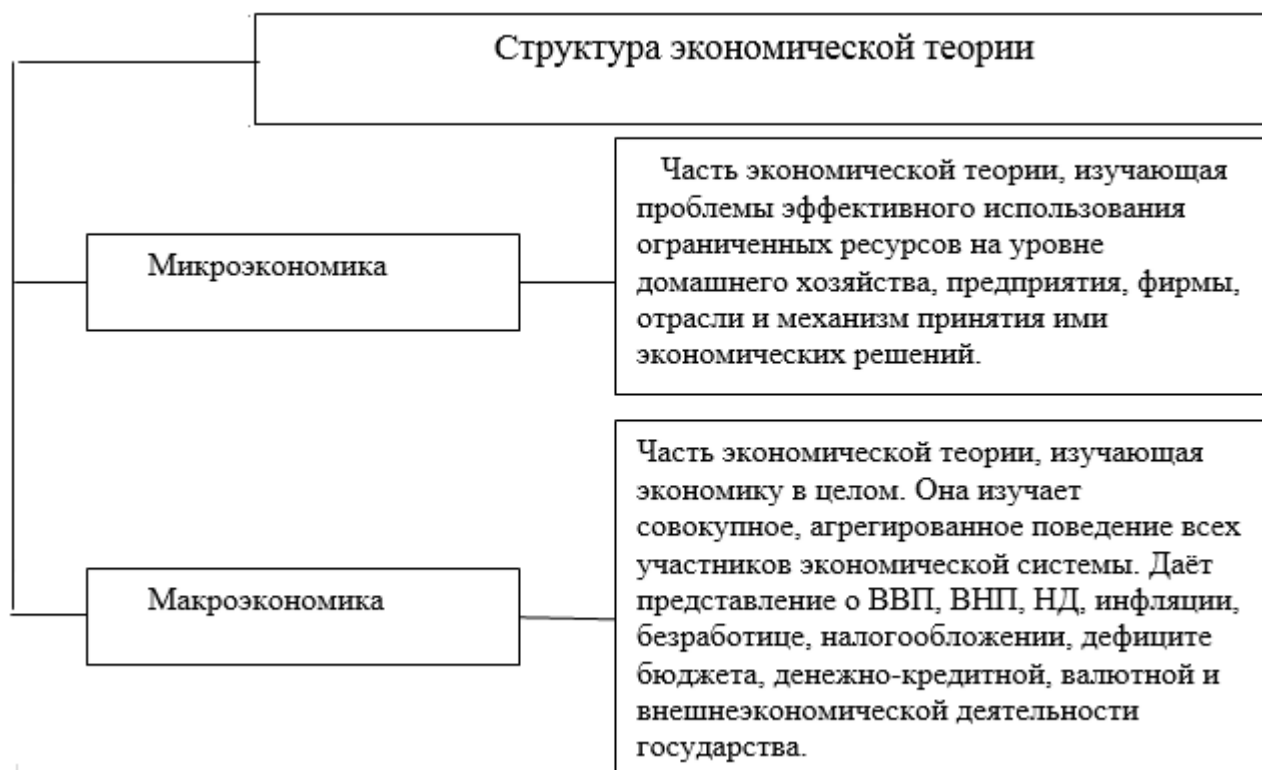 Структура экономической теории
Часть экономической теории, изучающая
проблемы эффективного использования
ограниченных ресурсов на уровне
домашнего хозяйства, предприятия, фирмы,
отрасли и механизм принятия ими
экономических решений.
Микроэкономика
Часть экономической теории, изучающая
экономику в целом. Она изучает
совокупное, агрегированное поведение всех
участников экономической системы. Даёт
представление о ВВП, ВНП, НД, инфляции,
безработице, налогообложении, дефиците
бюджета, денежно-кредитной, валютной и
внешнеэкономической деятельности
государства.
Макроэкономика